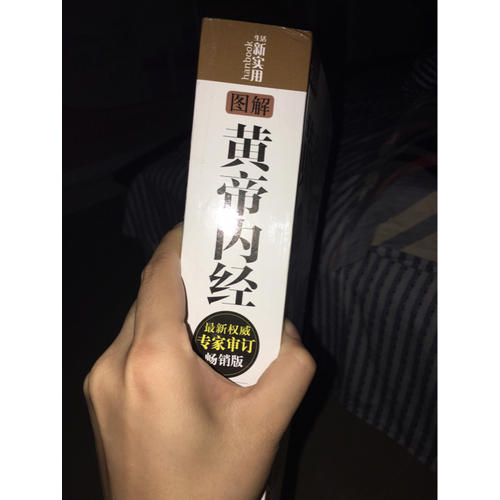 生活
新实用
hanbook
图解
黄帝内经
最新权威
专家审订
畅销版